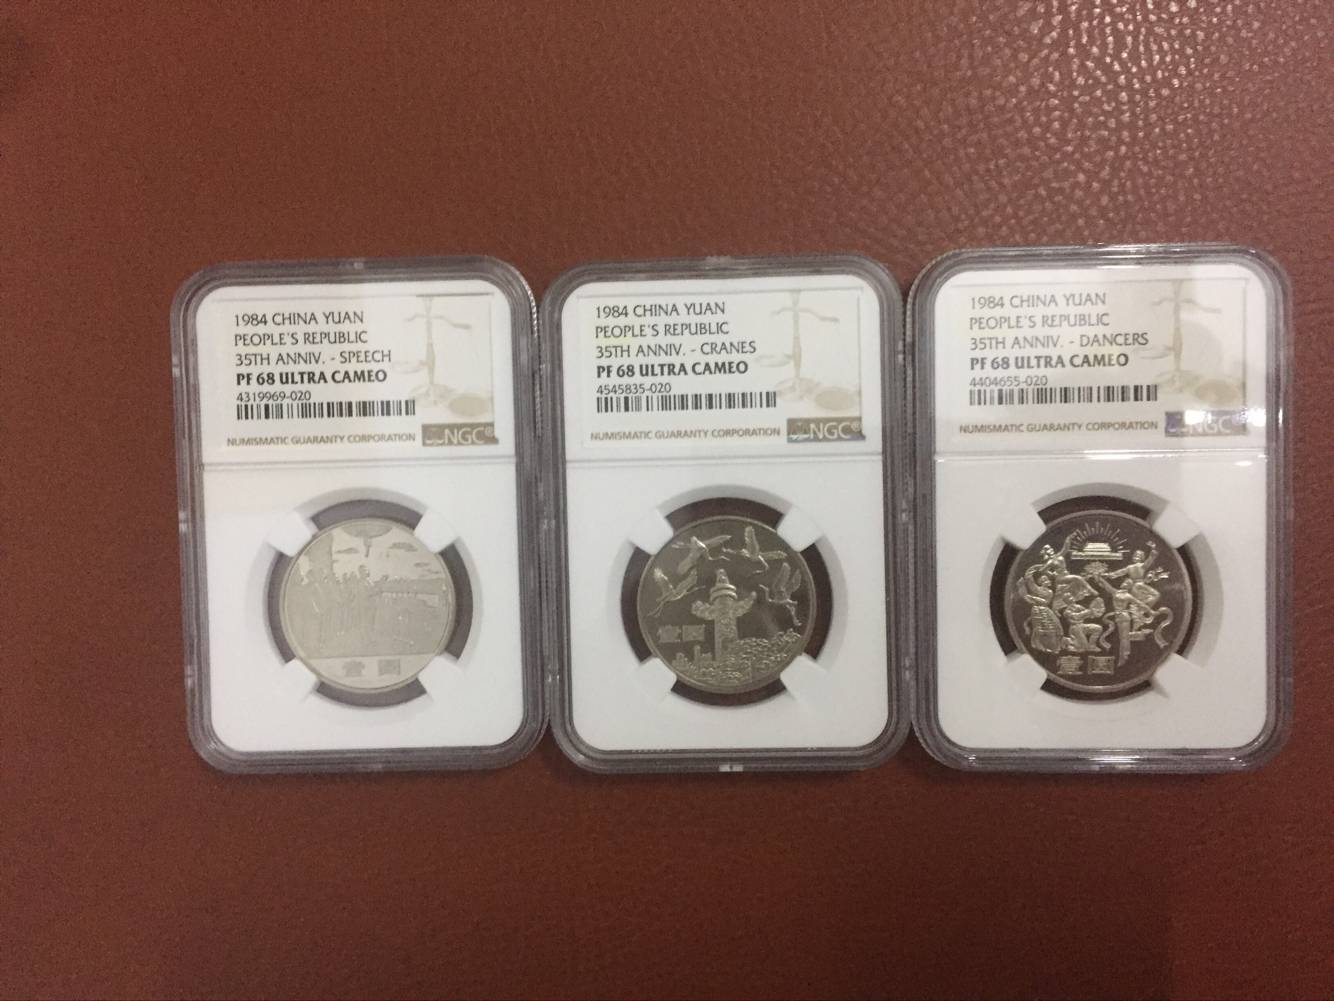 1984 CHINA YUAN
PEOPLE'S REPUBLIC
35TH ANNIV. - SPEECH
PF 68 ULTRA CAMEO
4319969-020
NUMISMATIC GUARANTY CORPORATION NGC®
壹圆
1984 CHINA YUAN
PEOPLE'S REPUBLIC
35TH ANNIV. - CRANES
PF 68 ULTRA CAMEO
4545835-020
NUMISMATIC GUARANTY CORPORATION NGC®
壹圆
1984 CHINA YUAN
PEOPLE'S REPUBLIC
35TH ANNIV. - DANCERS
PF 68 ULTRA CAMEO
4404655-020
NUMISMATIC GUARANTY CORPORATION NGC®
壹圆